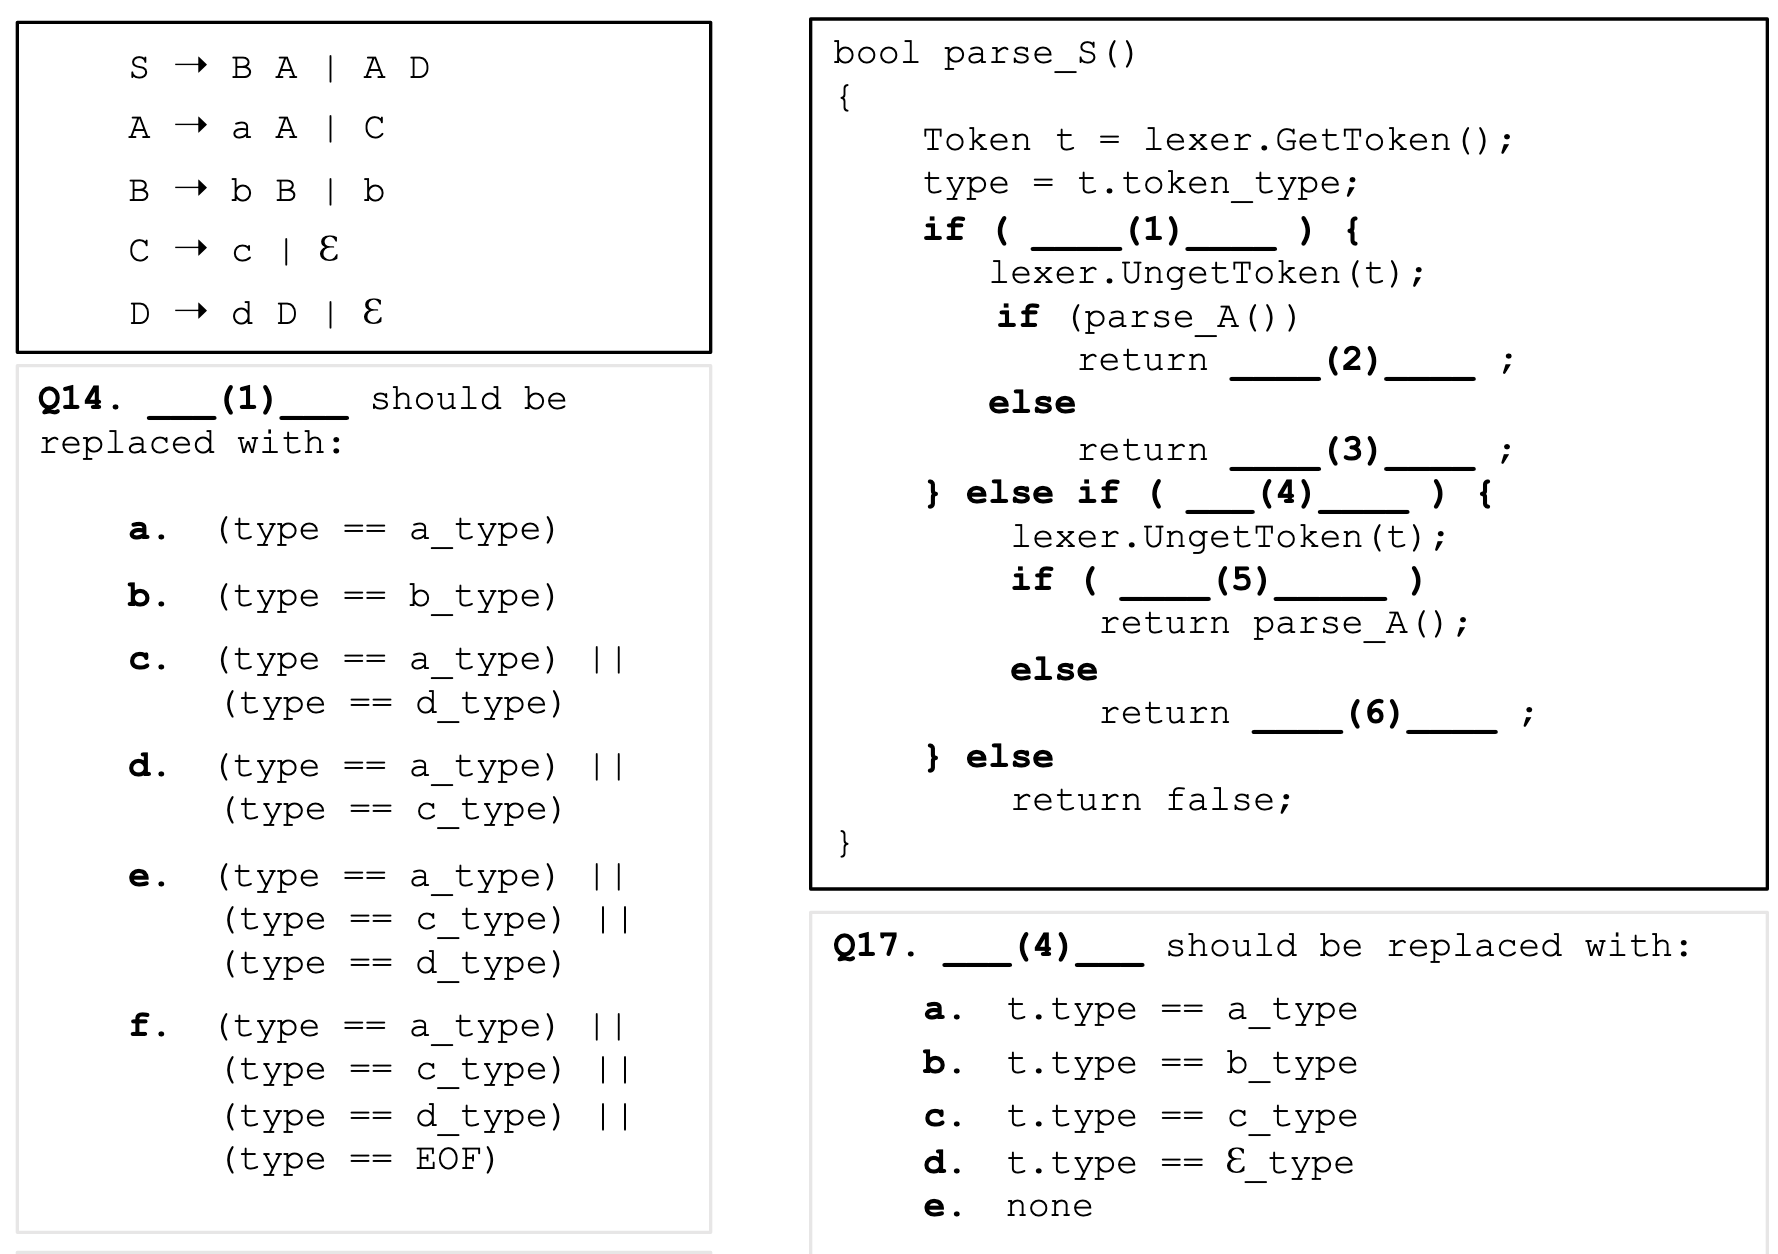 S → B A | A D
A → a A | C
B → b B | b
C → c | Ɛ
D → d D | Ɛ
Q14. ___(1)___ should be
replaced with:
a. (type == a_type)
b. (type == b_type)
c. (type == a_type) ||
(type == d_type)
d. (type == a_type) ||
(type == c_type)
e. (type == a_type) ||
(type == c_type) ||
(type == d_type)
f. (type == a_type) ||
(type == c_type) ||
(type == d_type) ||
(type == EOF)
bool parse_S()
{
Token t = lexer.GetToken();
type = t.token_type;
if ( ____(1)____ ) {
lexer.UngetToken(t);
if (parse_A())
return ____(2)____ ;
else
return ____(3)____ ;
} else if ( ___(4)____ ) {
lexer.UngetToken(t);
if ( ____(5)_____ )
return parse_A();
else
return ____(6)____ ;
} else
return false;
}
Q17. ___(4)___ should be replaced with:
a. t.type == a_type
b. t.type == b_type
c. t.type == c_type
d. t.type == Ɛ_type
e. none